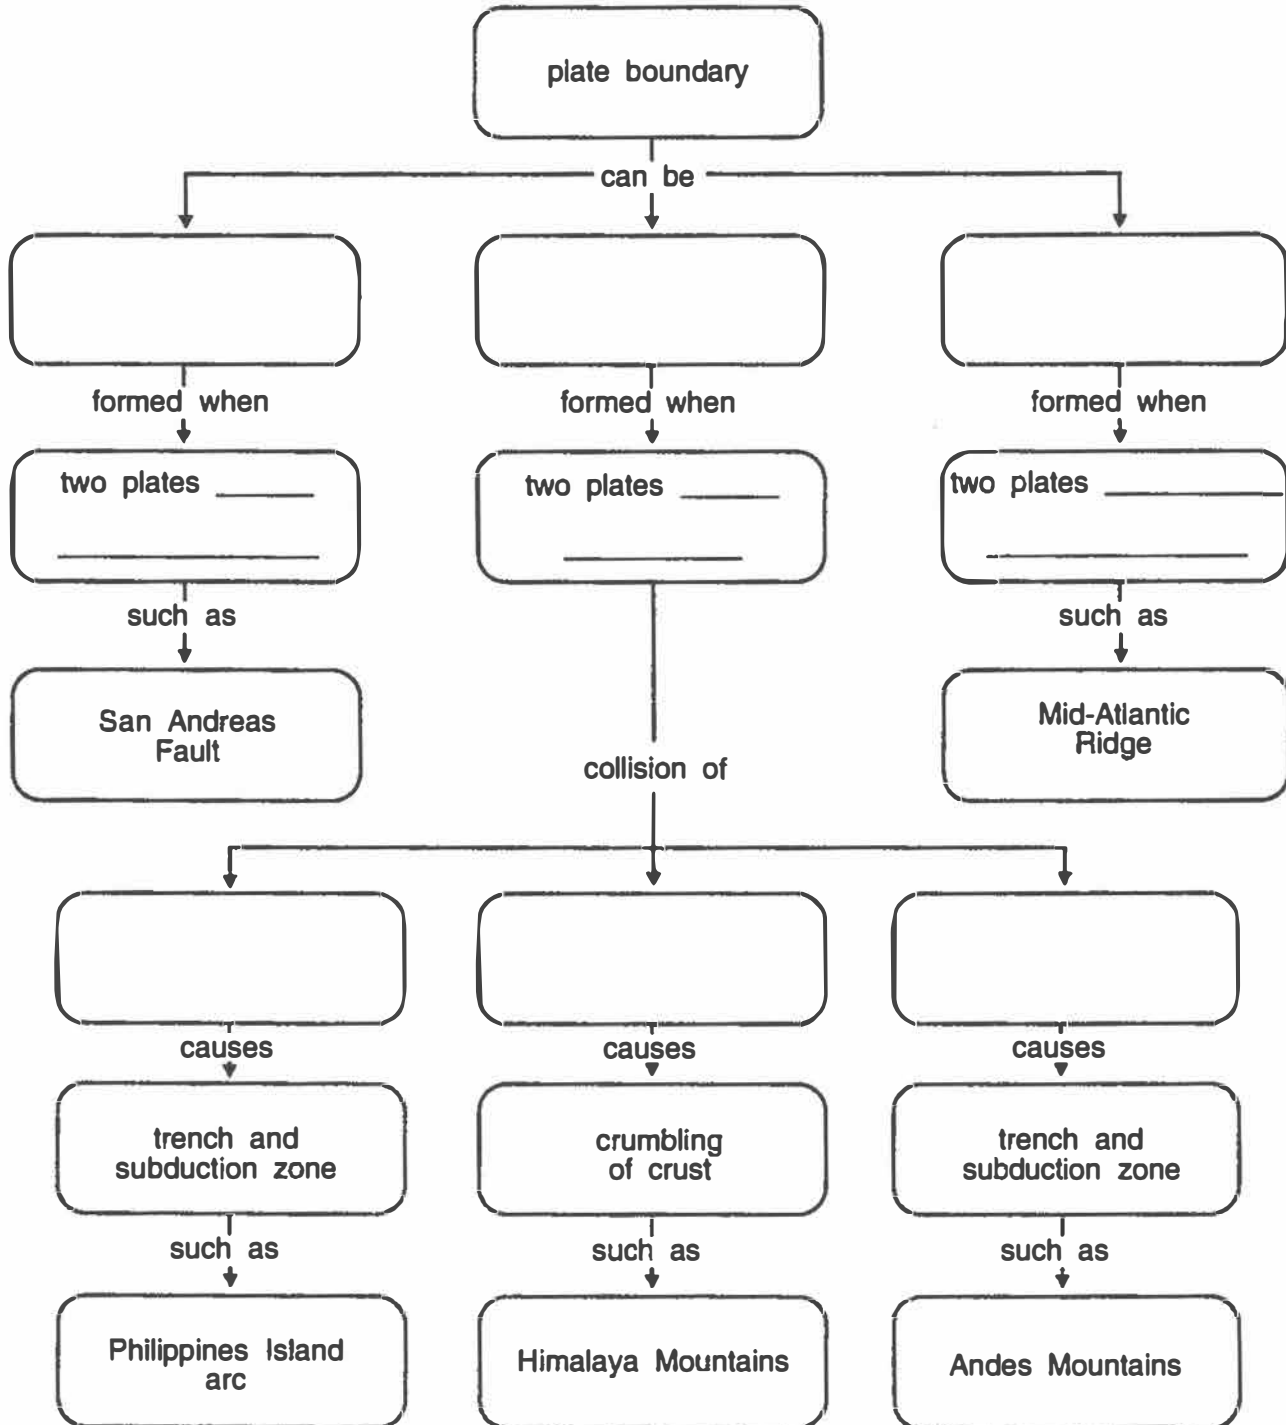 plate boundary
can be
formed when
formed when
formed when
two plates
two plates
two plates
such as
such as
San Andreas
Fault
Mid-Atlantic
Ridge
collision of
causes
causes
causes
trench and
subduction zone
crumbling
of crust
trench and
subduction zone
such as
such as
such as
Philippines Island
arc
Himalaya Mountains
Andes Mountains